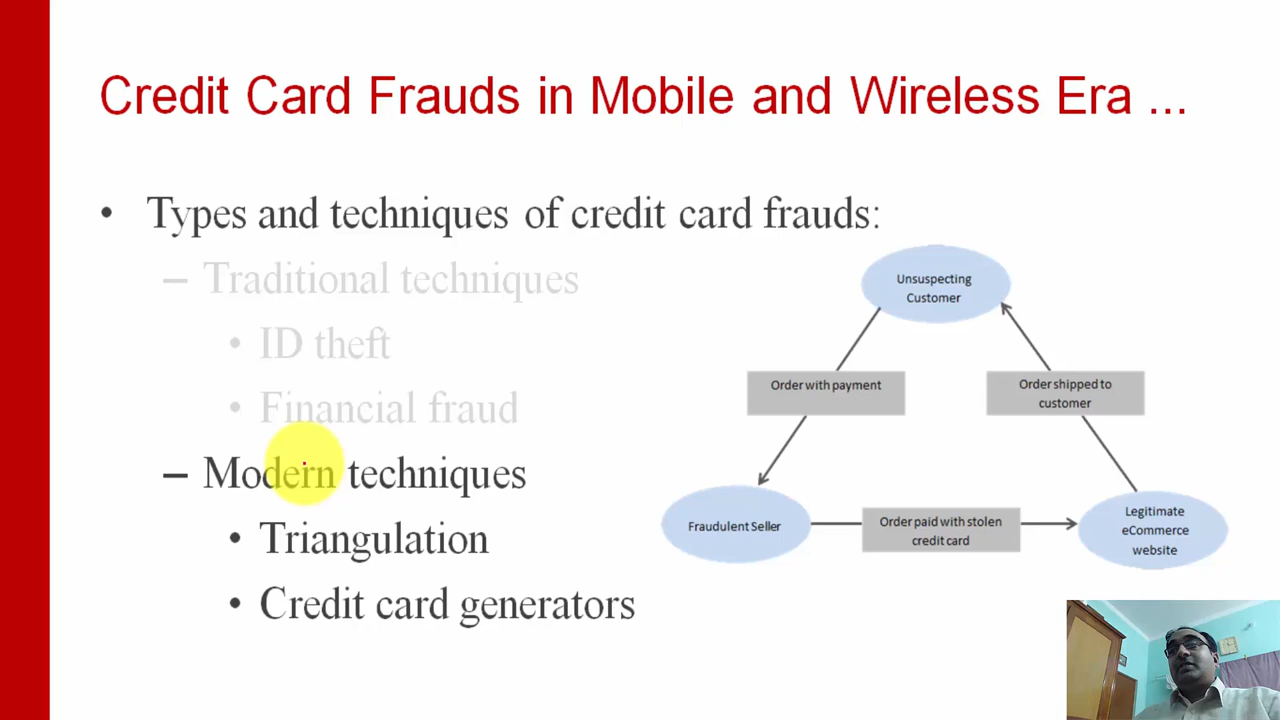 Credit Card Frauds in Mobile and Wireless Era ...
• Types and techniques of credit card frauds:
– Traditional techniques
• ID theft
• Financial fraud
– Modern techniques
• Triangulation
• Credit card generators
Unsuspecting
Customer
Order with payment
Order shipped to
customer
Fraudulent Seller
Order paid with stolen
credit card
Legitimate
eCommerce
website